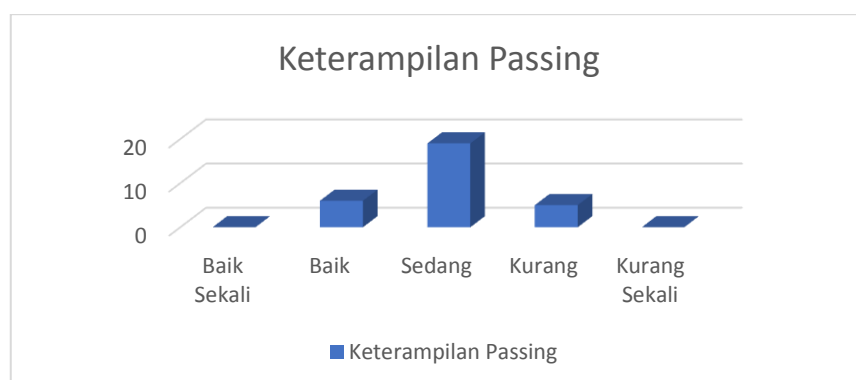 Keterampilan Passing
20
10
0
Baik Sekali
Baik
Sedang
Kurang
Kurang Sekali
Keterampilan Passing